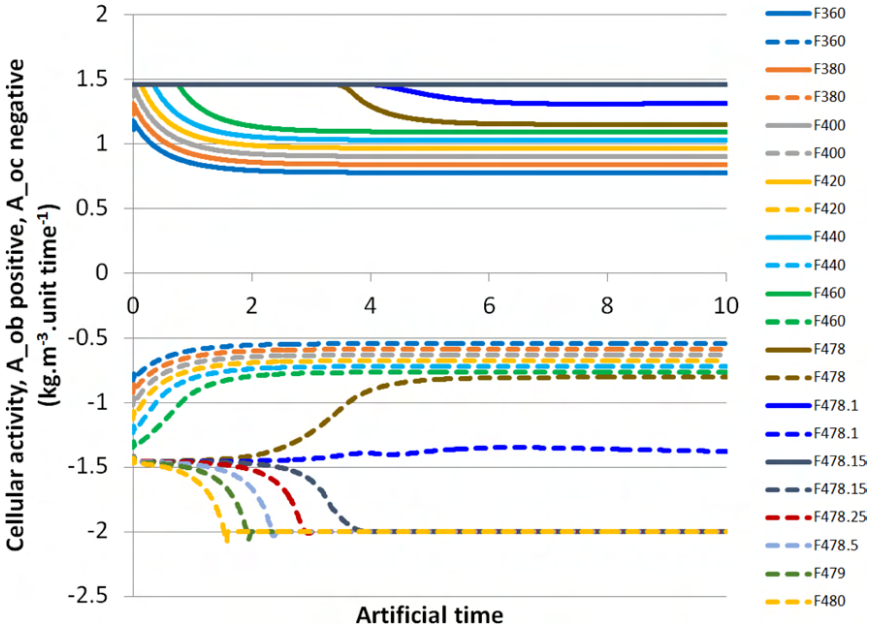 Cellular activity, A_ob positive, A_oc negative
(kg.m⁻³.unit time⁻¹)
2
1.5
1
0.5
0
-0.5
-1
-1.5
-2
-2.5
0 2 4 6 8 10
Artificial time
F360
F360
F380
F380
F400
F400
F420
F420
F440
F440
F460
F460
F478
F478
F478.1
F478.1
F478.15
F478.15
F478.25
F478.5
F479
F480